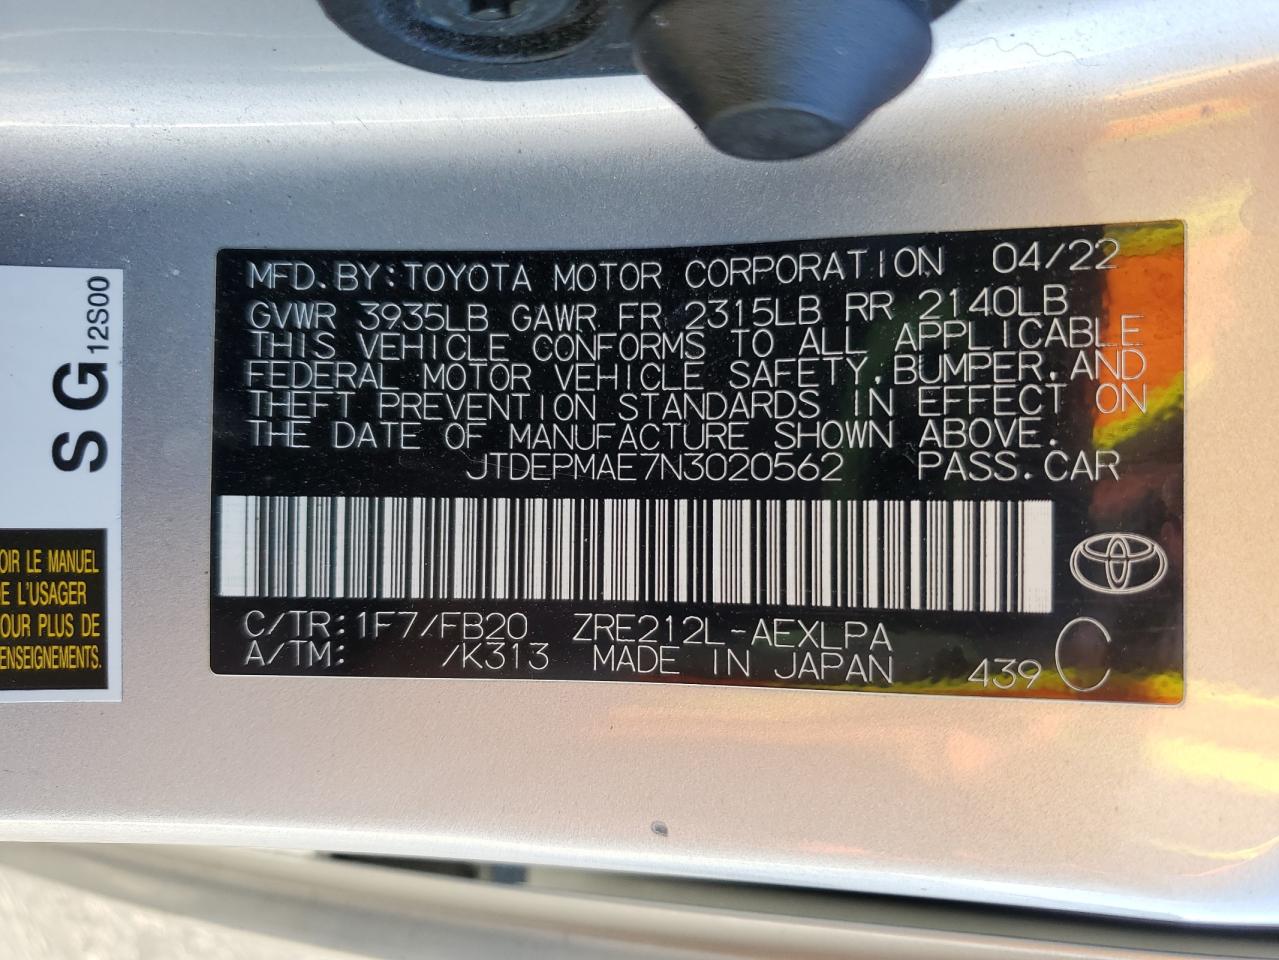 MFD. BY: TOYOTA MOTOR CORPORATION 04/22
GVWR 3935LB GAWR FR 2315LB RR 2140LB
THIS VEHICLE CONFORMS TO ALL APPLICABLE
FEDERAL MOTOR VEHICLE SAFETY, BUMPER, AND
THEFT PREVENTION STANDARDS IN EFFECT ON
THE DATE OF MANUFACTURE SHOWN ABOVE.
JTDEPMAE7N3020562 PASS. CAR
C/TR: 1F7/FB20 ZRE212L-AEXLPA
A/TM: /K313 MADE IN JAPAN 439 C
S G 12S00
OIR LE MANUEL
E L'USAGER
OUR PLUS DE
ENSEIGNEMENTS.